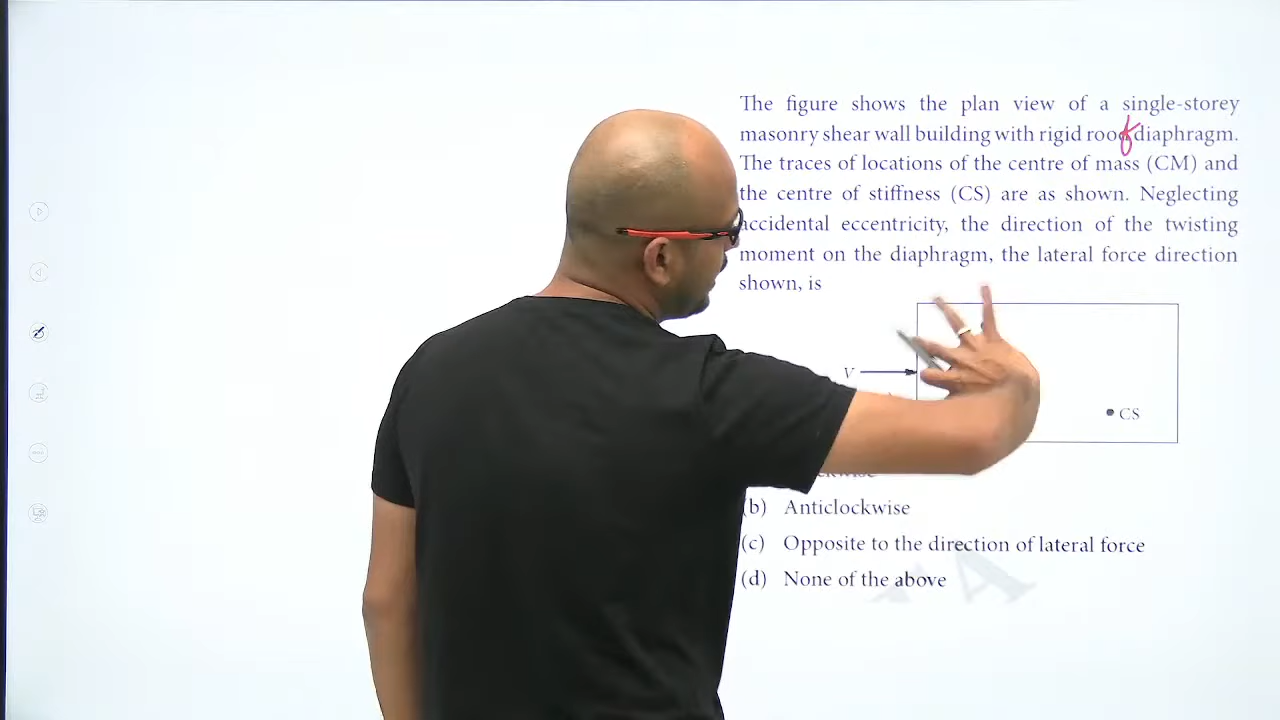 The figure shows the plan view of a single-storey
masonry shear wall building with rigid roof diaphragm.
The traces of locations of the centre of mass (CM) and
the centre of stiffness (CS) are as shown. Neglecting
accidental eccentricity, the direction of the twisting
moment on the diaphragm, the lateral force direction
shown, is
V
CS
(b) Anticlockwise
(c) Opposite to the direction of lateral force
(d) None of the above